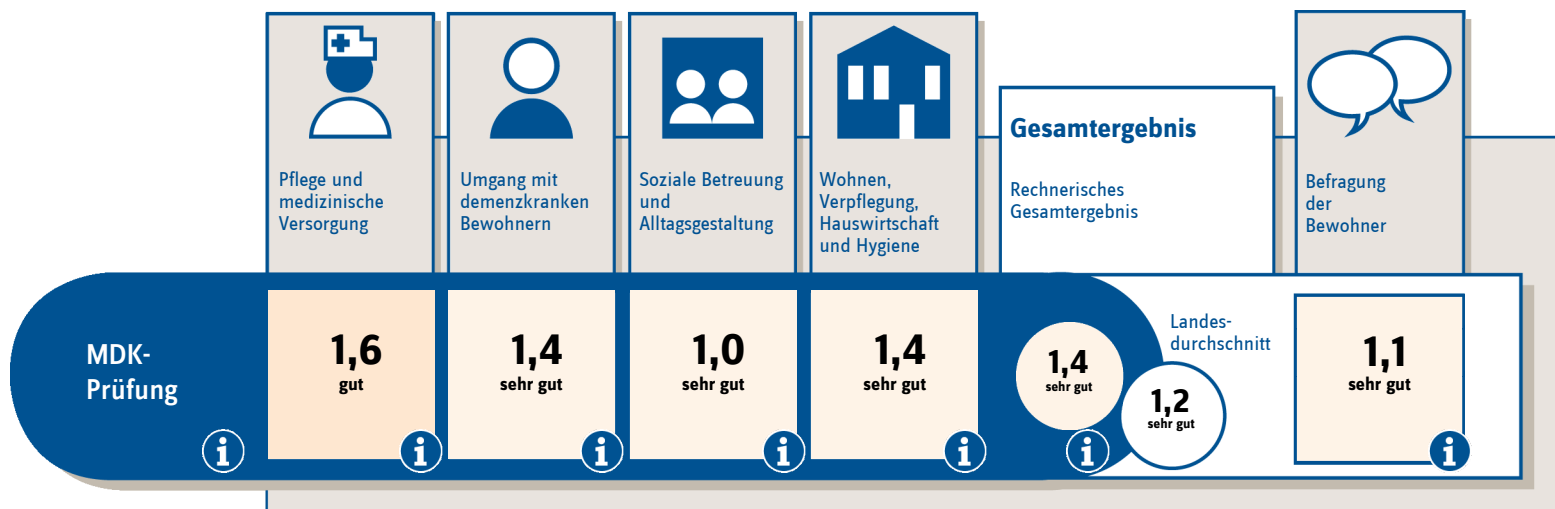 Pflege und
medizinische
Versorgung
Umgang mit
demenzkranken
Bewohnern
Soziale Betreuung
und
Alltagsgestaltung
Wohnen,
Verpflegung,
Hauswirtschaft
und Hygiene
Gesamtergebnis
Rechnerisches
Gesamtergebnis
Befragung
der
Bewohner
MDK-
Prüfung
i
1,6
gut
i
1,4
sehr gut
i
1,0
sehr gut
i
1,4
sehr gut
i
1,4
sehr gut
i
Landes-
durchschnitt
1,2
sehr gut
1,1
sehr gut
i